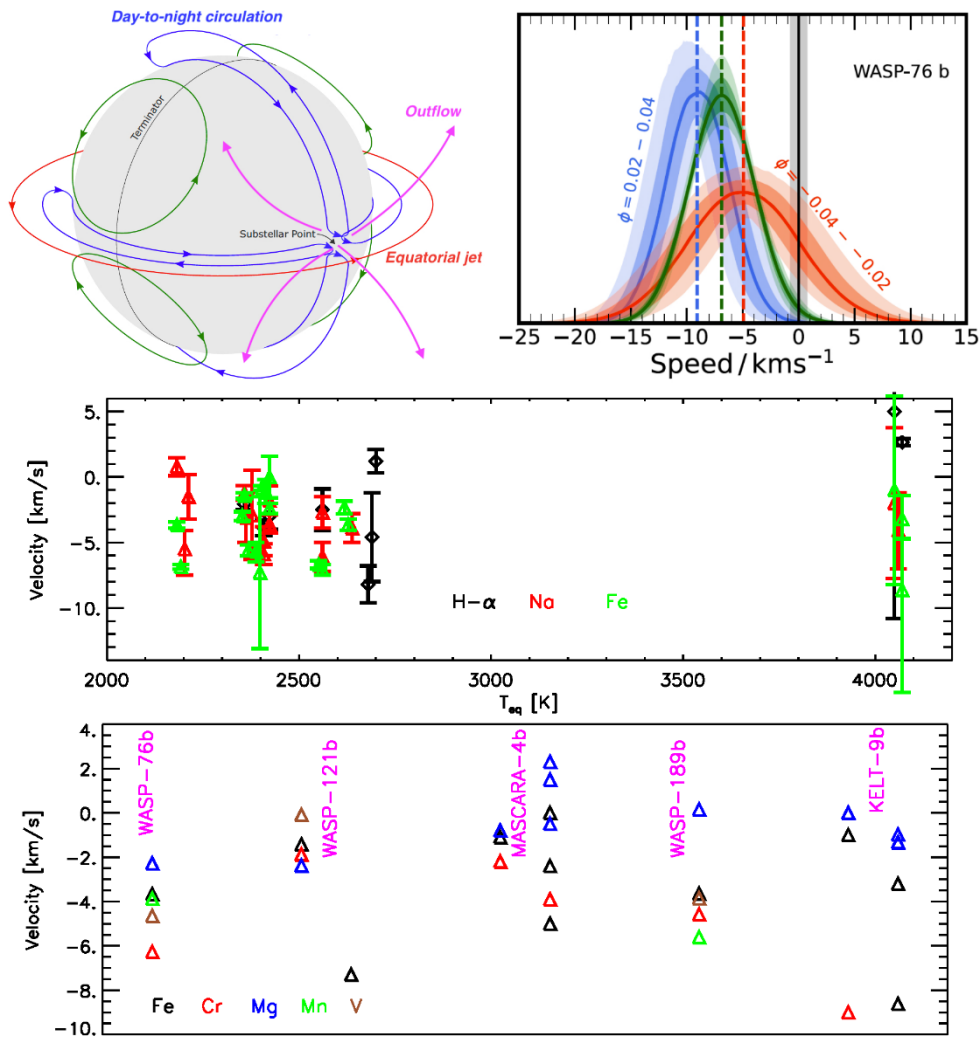 Day-to-night circulation
Outflow
Terminator
Substellar Point
Equatorial jet
WASP-76 b
ϕ = 0.02 − 0.04
ϕ = −0.04 − −0.02
−25 −20 −15 −10 −5 0 5 10 15
Speed / kms⁻¹
Velocity [km/s]
5.
0.
−5.
−10.
H−α Na Fe
2000 2500 3000 3500 4000
T_eq [K]
Velocity [km/s]
4.
2.
0.
−2.
−4.
−6.
−8.
−10.
WASP−76b
WASP−121b
MASCARA−4b
WASP−189b
KELT−9b
Fe Cr Mg Mn V